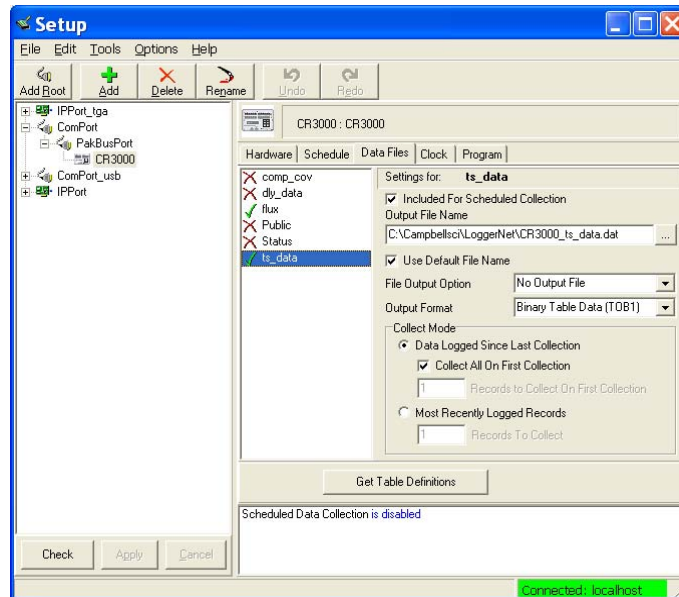 Setup
File Edit Tools Options Help
Add Root Add Delete Rename Undo Redo
IPPort_tga
ComPort
PakBusPort
CR3000
ComPort_usb
IPPort
CR3000 : CR3000
Hardware Schedule Data Files Clock Program
comp_cov
dly_data
flux
Public
Status
ts_data
Settings for: ts_data
Included For Scheduled Collection
Output File Name
C:\Campbellsci\LoggerNet\CR3000_ts_data.dat ...
Use Default File Name
File Output Option No Output File
Output Format Binary Table Data (TOB1)
Collect Mode
Data Logged Since Last Collection
Collect All On First Collection
1 Records to Collect On First Collection
Most Recently Logged Records
1 Records To Collect
Get Table Definitions
Scheduled Data Collection is disabled
Check Apply Cancel
Connected: localhost